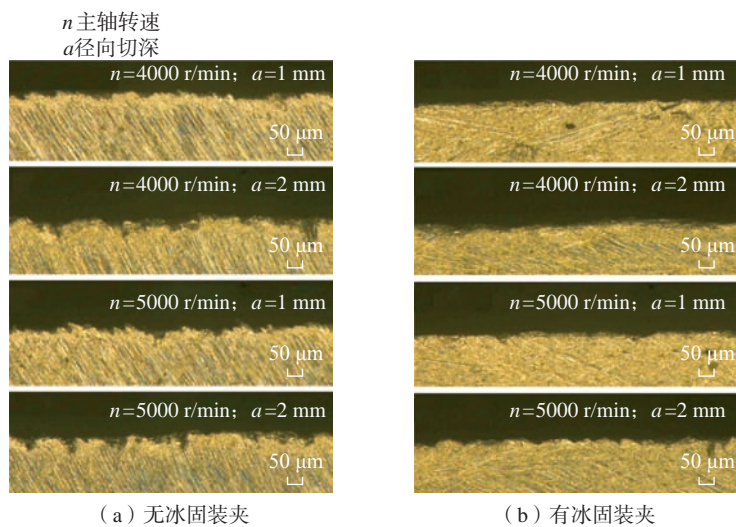 n主轴转速
a径向切深
n=4000 r/min；a=1 mm
50 μm
n=4000 r/min；a=2 mm
50 μm
n=5000 r/min；a=1 mm
50 μm
n=5000 r/min；a=2 mm
50 μm
（a）无冰固装夹
n=4000 r/min；a=1 mm
50 μm
n=4000 r/min；a=2 mm
50 μm
n=5000 r/min；a=1 mm
50 μm
n=5000 r/min；a=2 mm
50 μm
（b）有冰固装夹